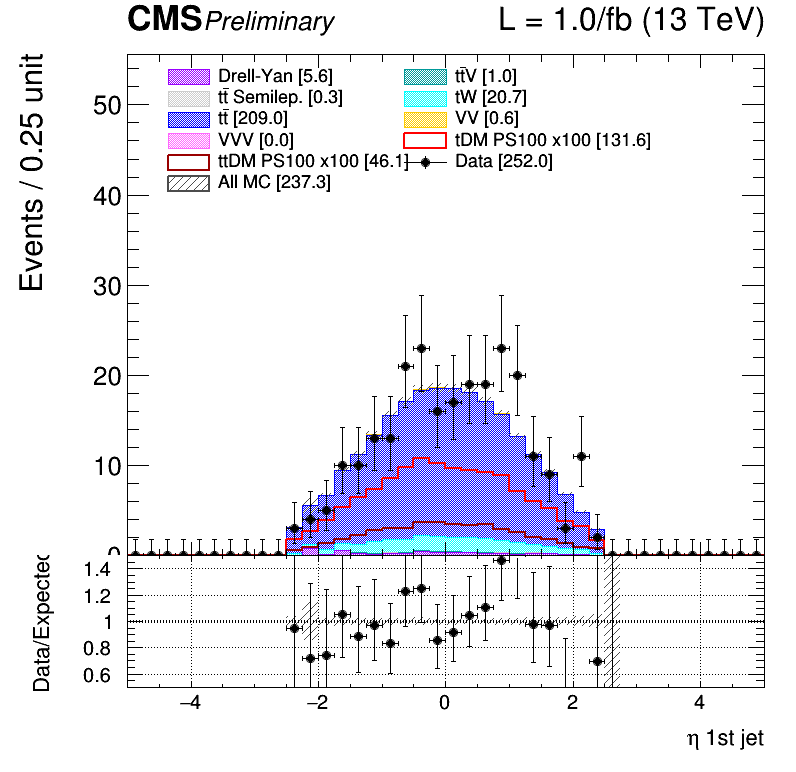 CMS Preliminary L = 1.0/fb (13 TeV)
Drell-Yan [5.6] tt̄V [1.0]
tt̄ Semilep. [0.3] tW [20.7]
tt̄ [209.0] VV [0.6]
VVV [0.0] tDM PS100 x100 [131.6]
ttDM PS100 x100 [46.1] Data [252.0]
All MC [237.3]
Events / 0.25 unit
50
40
30
20
10
0
Data/Expected
1.4
1.2
1
0.8
0.6
−4 −2 0 2 4
η 1st jet